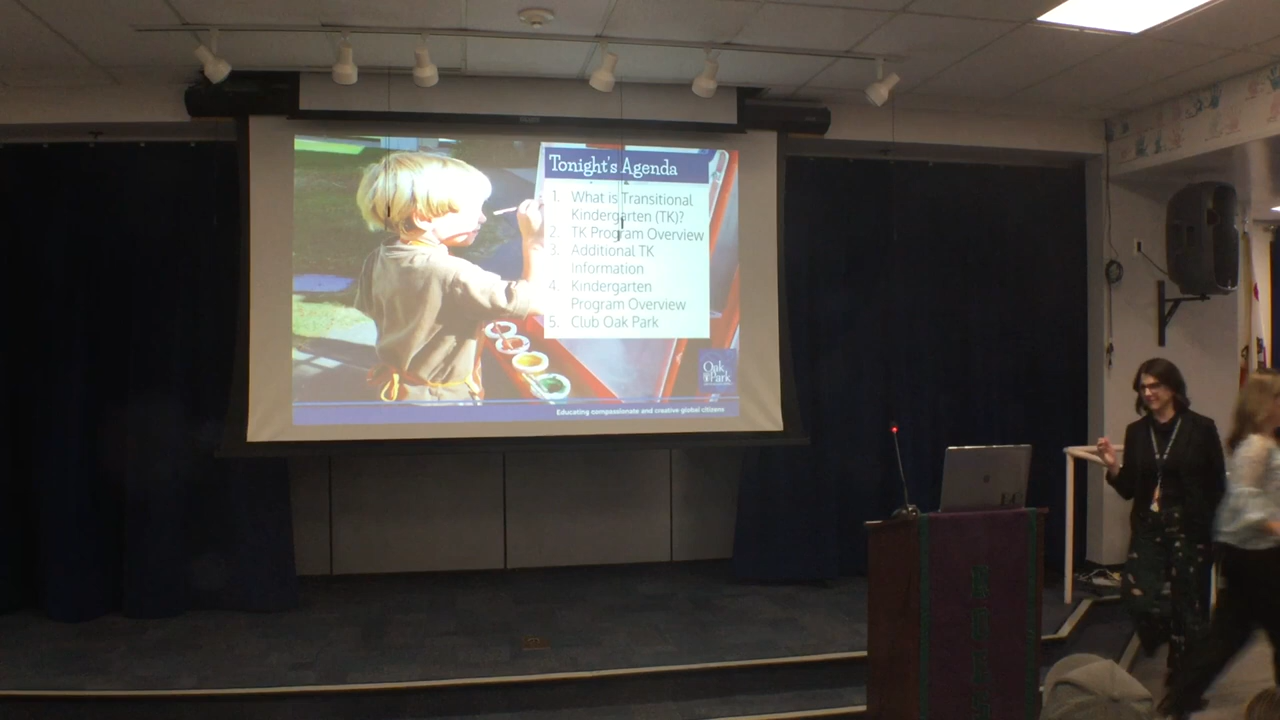 Tonight's Agenda
1. What is Transitional
Kindergarten (TK)?
2. TK Program Overview
3. Additional TK
Information
4. Kindergarten
Program Overview
5. Club Oak Park
Oak
Park
Educating compassionate and creative global citizens